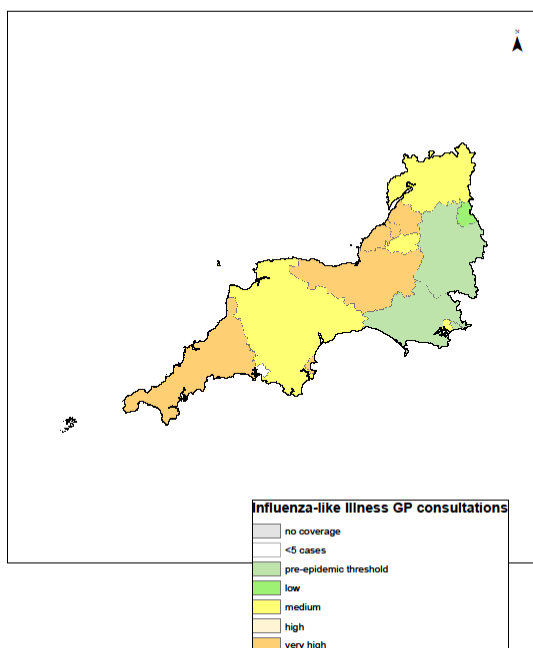 N
Influenza-like Illness GP consultations
no coverage
<5 cases
pre-epidemic threshold
low
medium
high
very high